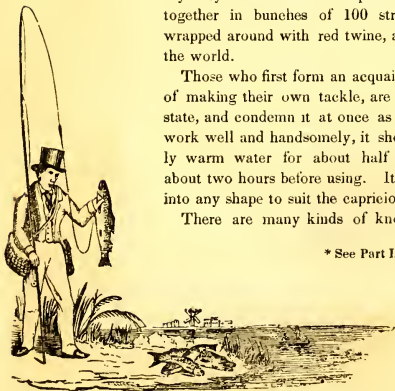 together in bunches of 100 str
wrapped around with red twine, a
the world.
Those who first form an acquai
of making their own tackle, are
state, and condemn it at once as
work well and handsomely, it sho
ly warm water for about half
about two hours before using. It
into any shape to suit the capricio
There are many kinds of kno
* See Part I